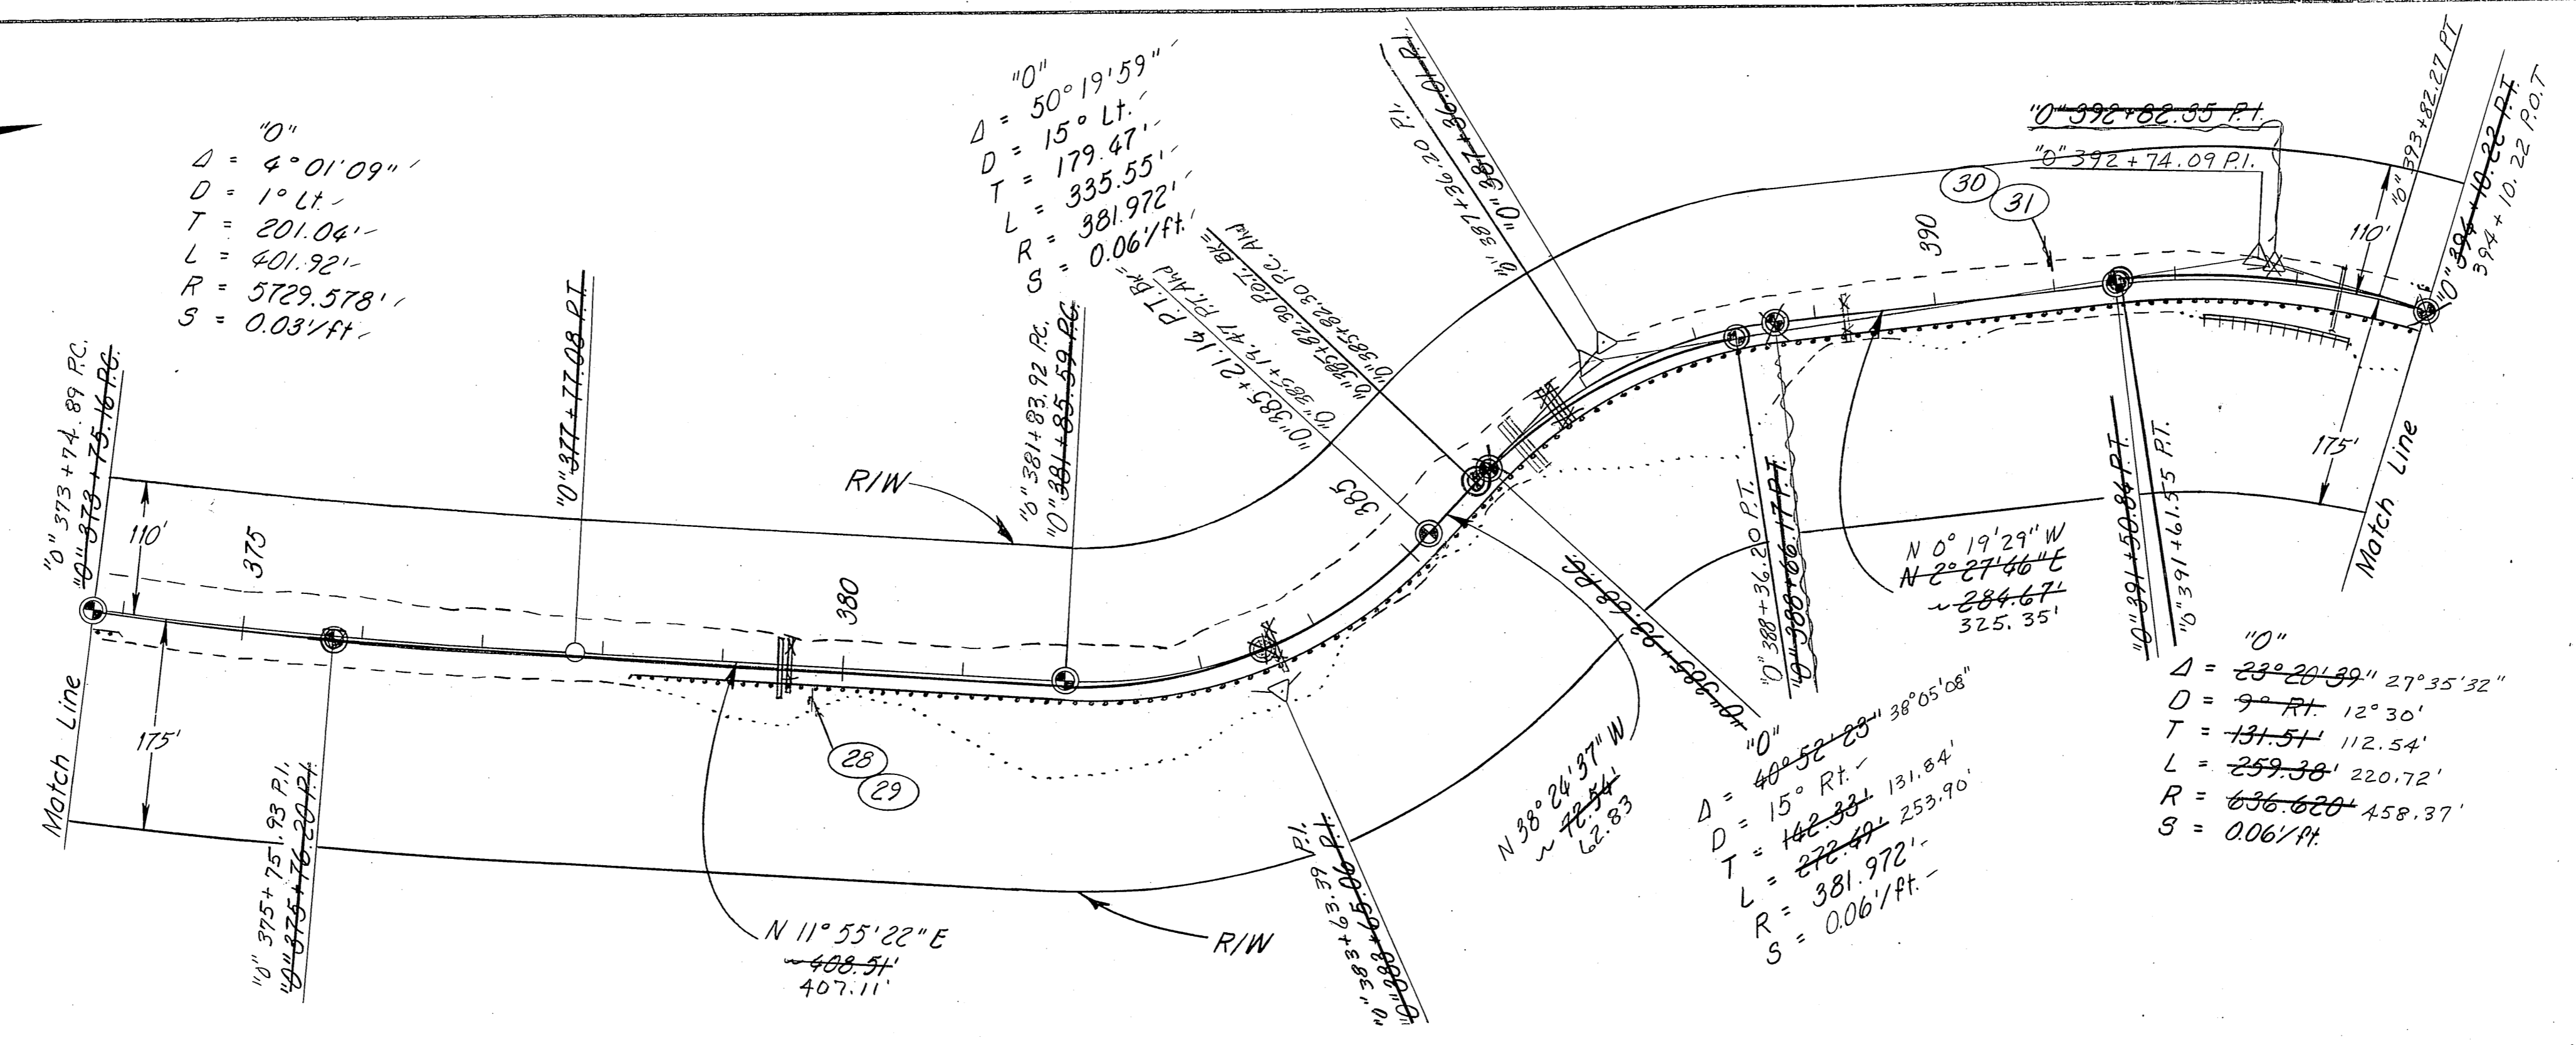 "O"
Δ = 4°01'09"
D = 1° Lt.
T = 201.04'
L = 401.92'
R = 5729.578'
S = 0.03'/ft
"O"
Δ = 50°19'59"
D = 15° Lt.
T = 179.47'
L = 335.55'
R = 381.972'
S = 0.06'/ft.
"O" 373+74.89 P.C.
"O" 373+75.16 P.C.
"O" 377+77.08 P.T.
"O" 381+83.92 P.C.
"O" 381+85.59 P.C.
"O" 385+21.14 P.T. Bk=
"O" 385+19.47 P.T. Ahd
"O" 385+82.30 P.O.T. BK=
"O" 385+82.30 P.C. Ahd
"O" 387+36.20 P.I.
"O" 387+36.01 P.I.
"O" 392+82.35 P.I.
"O" 392+74.09 P.I.
"O" 393+82.27 PT
"O" 394+10.22 P.T.
394+10.22 P.O.T
110'
375
380
R/W
385
30
31
390
110'
175'
Match Line
175'
Match Line
28
29
"O" 375+75.93 P.I.
"O" 375+76.20 P.I.
N 11° 55' 22" E
~ 408.51'
407.11'
R/W
"O" 383+63.39 P.I.
"O" 383+65.06 P.I.
N 38° 24' 37" W
~ 72.54'
62.83
"O" 385+93.68 P.C.
"O" 388+36.20 P.T.
"O" 388+66.17 P.T.
N 0° 19' 29" W
N 2° 27' 46" E
~ 284.67'
325.35'
"O" 391+50.84 P.T.
"O" 391+61.55 P.T.
"O"
Δ = 40°52'23" 38°05'08"
D = 15° Rt.
T = 142.33' 131.84'
L = 272.49' 253.90'
R = 381.972'
S = 0.06'/ft.
"O"
Δ = 23°20'39" 27°35'32"
D = 9° Rt. 12°30'
T = 131.51' 112.54'
L = 259.38' 220.72'
R = 636.620' 458.37'
S = 0.06'/ft.